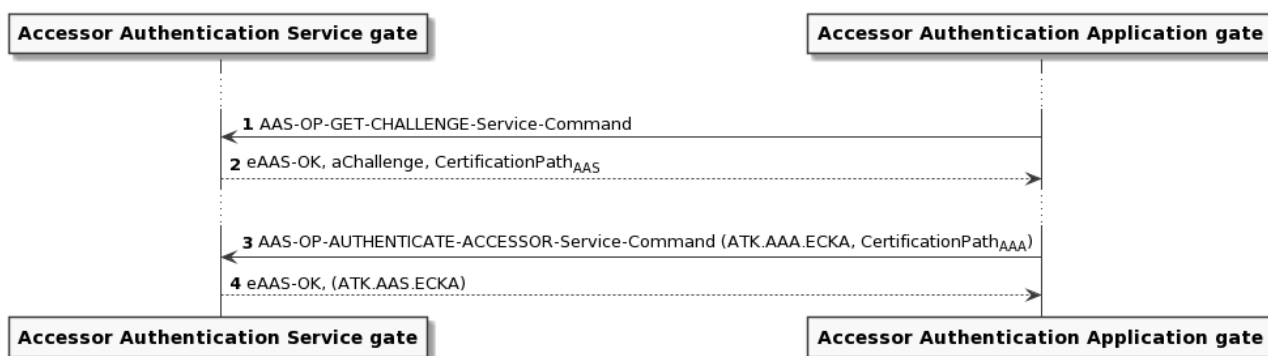 Accessor Authentication Service gate
Accessor Authentication Application gate
1 AAS-OP-GET-CHALLENGE-Service-Command
2 eAAS-OK, aChallenge, CertificationPathAAS
3 AAS-OP-AUTHENTICATE-ACCESSOR-Service-Command (ATK.AAA.ECKA, CertificationPathAAA)
4 eAAS-OK, (ATK.AAS.ECKA)
Accessor Authentication Service gate
Accessor Authentication Application gate